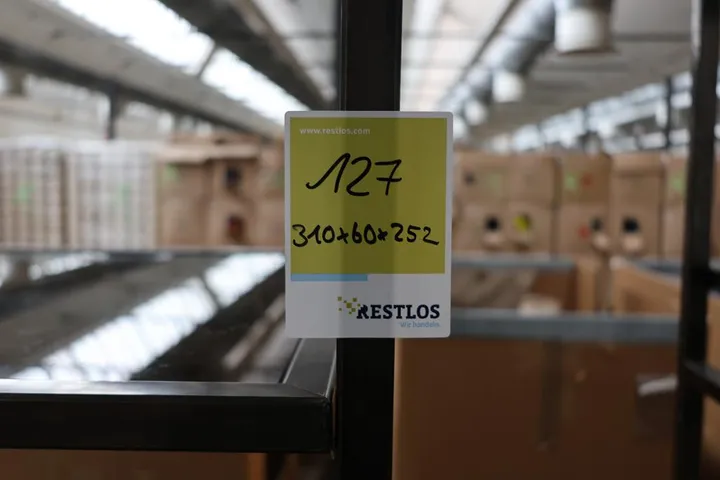 www.restlos.com
127
310x60x252
RESTLOS
Wir handeln.